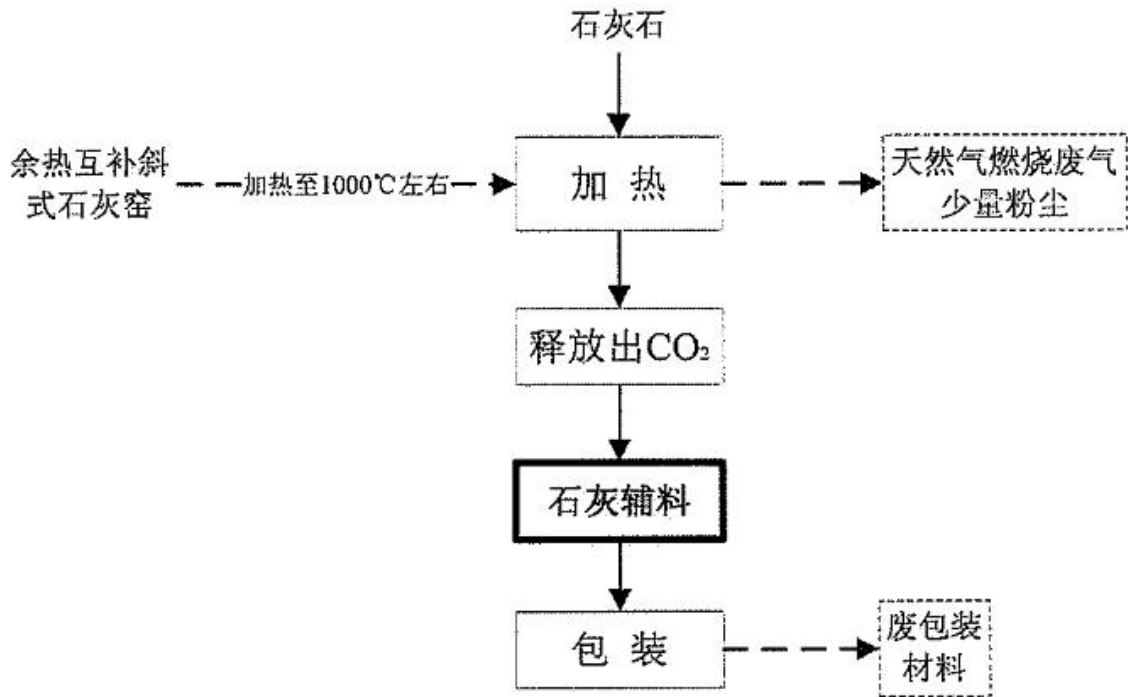 石灰石
余热互补斜
式石灰窑
加热至1000℃左右
加 热
天然气燃烧废气
少量粉尘
释放出CO₂
石灰辅料
包 装
废包装
材料